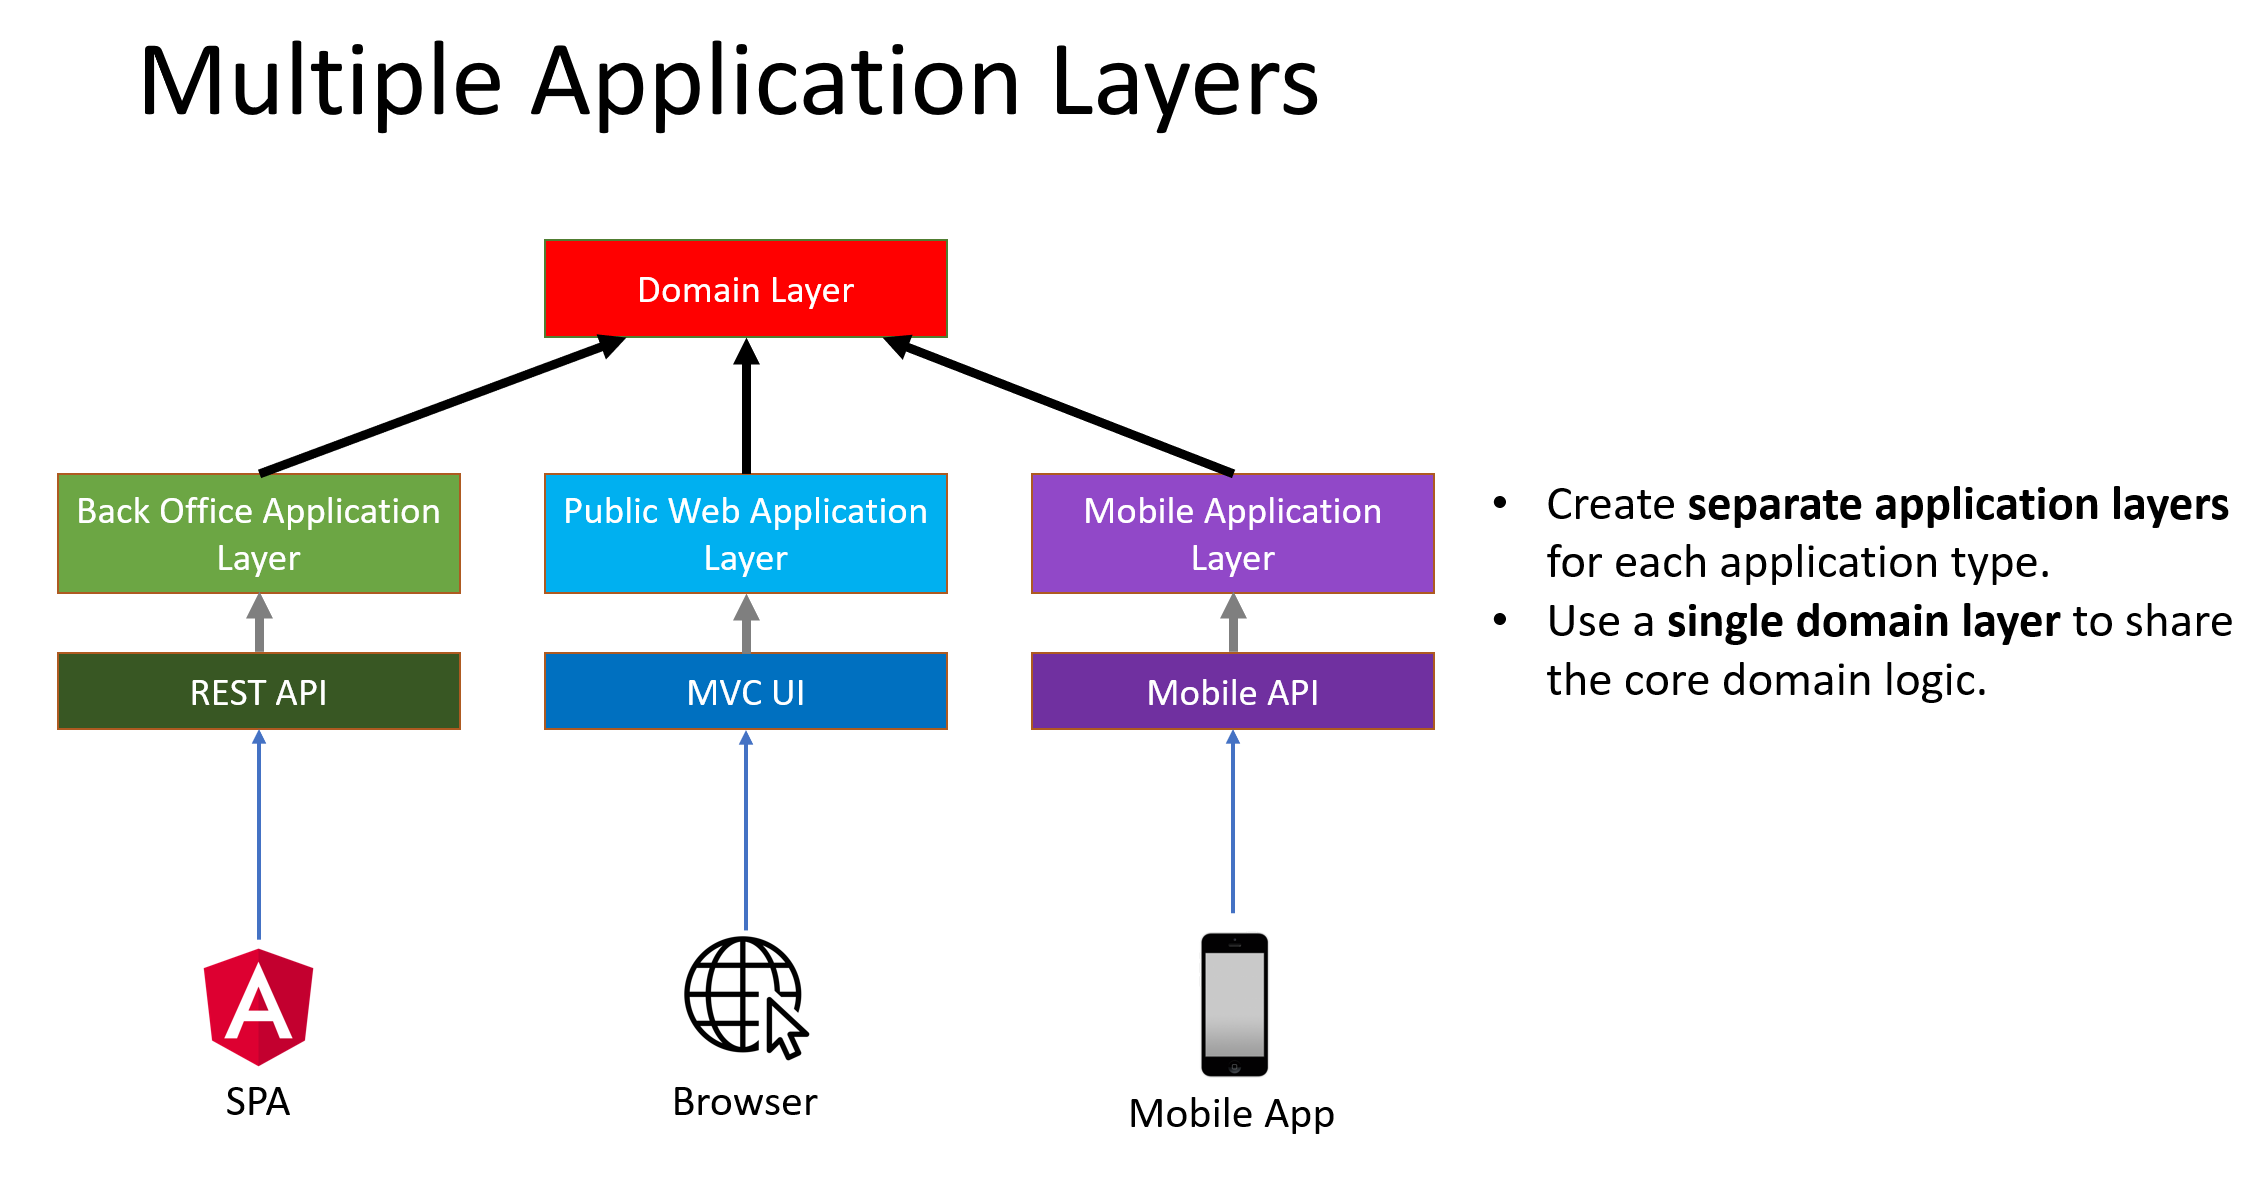 Multiple Application Layers
Domain Layer
Back Office Application
Layer
Public Web Application
Layer
Mobile Application
Layer
REST API
MVC UI
Mobile API
SPA
Browser
Mobile App
• Create separate application layers
for each application type.
• Use a single domain layer to share
the core domain logic.